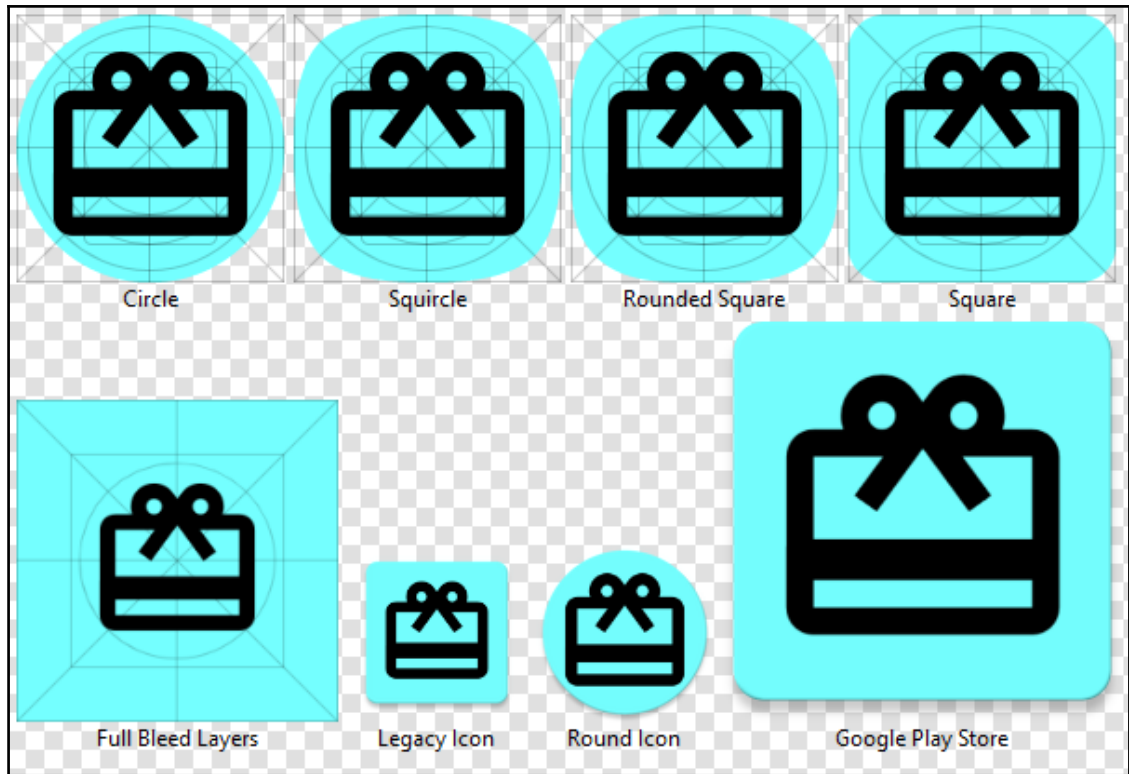 Circle
Squircle
Rounded Square
Square
Full Bleed Layers
Legacy Icon
Round Icon
Google Play Store